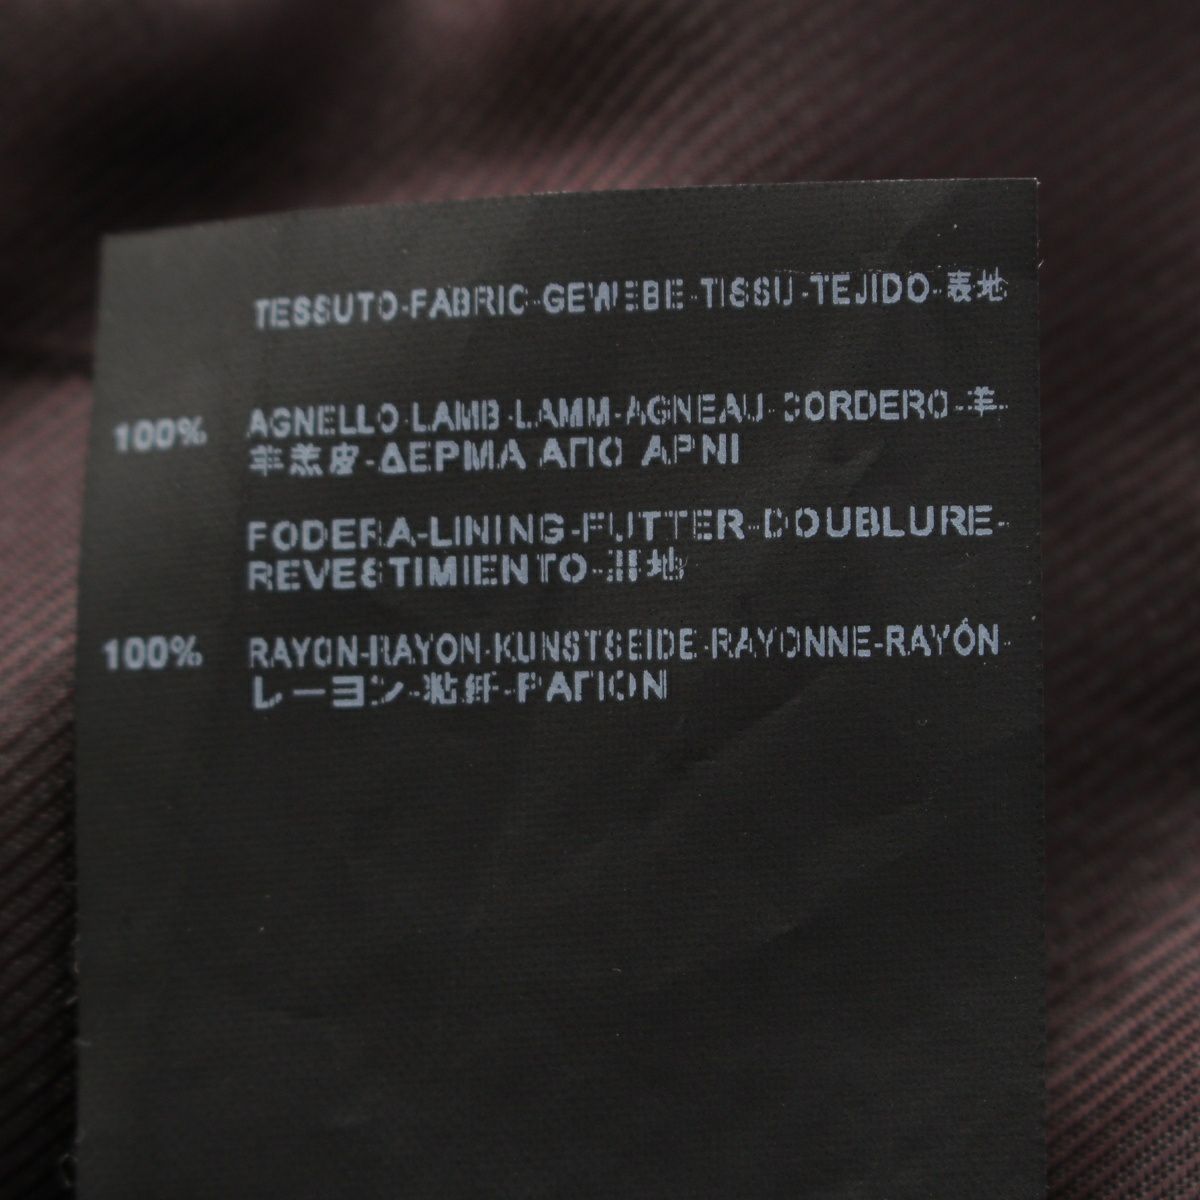 TESSUTO-FABRIC-GEWEBE-TISSU-TEJIDO-表地
100% AGNELLO-LAMB-LAMM-AGNEAU-CORDERO-羊-
羊羔皮-ΔΕΡΜΑ ΑΠΟ ΑΡΝΙ
FODERA-LINING-FUTTER-DOUBLURE-
REVESTIMIENTO-裏地
100% RAYON-RAYON-KUNSTSEIDE-RAYONNE-RAYÓN-
レーヨン-粘纤-ΡΑΓΙΟΝ